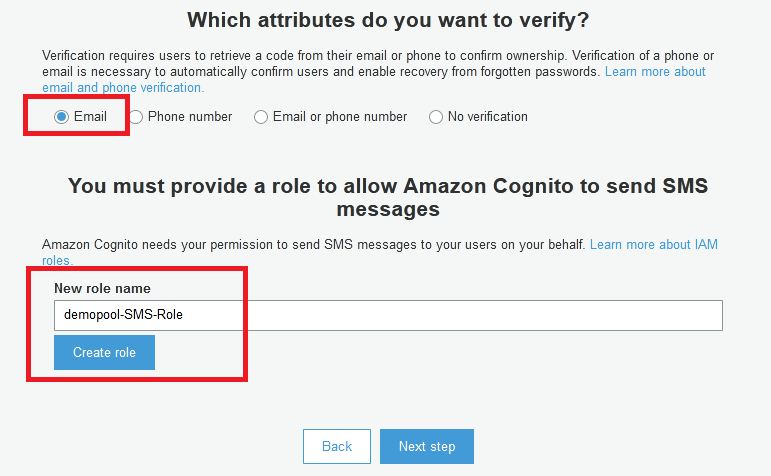 Which attributes do you want to verify?
Verification requires users to retrieve a code from their email or phone to confirm ownership. Verification of a phone or
email is necessary to automatically confirm users and enable recovery from forgotten passwords. Learn more about
email and phone verification.
Email Phone number Email or phone number No verification
You must provide a role to allow Amazon Cognito to send SMS
messages
Amazon Cognito needs your permission to send SMS messages to your users on your behalf. Learn more about IAM
roles.
New role name
demopool-SMS-Role
Create role
Back Next step